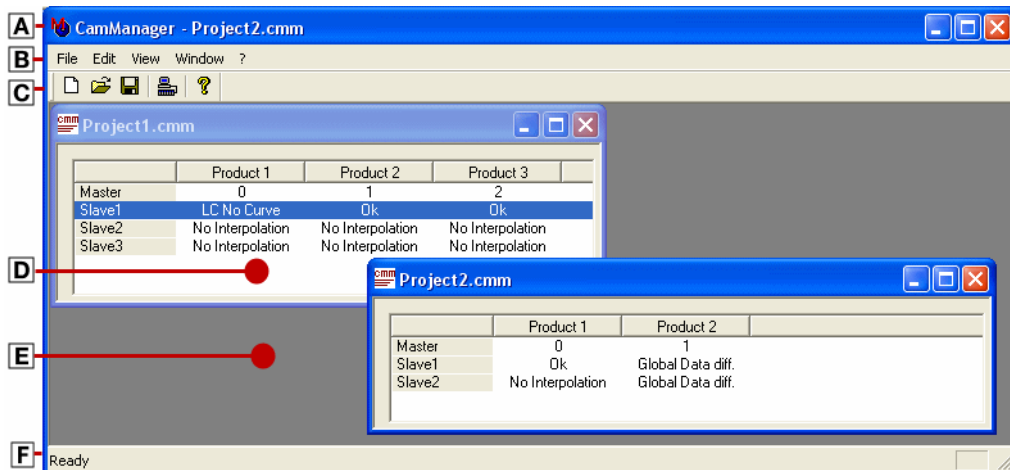 A
CamManager - Project2.cmm
B
File Edit View Window ?
C
cmm
Project1.cmm
Product 1 Product 2 Product 3
Master 0 1 2
Slave1 LC No Curve Ok Ok
Slave2 No Interpolation No Interpolation No Interpolation
Slave3 No Interpolation No Interpolation No Interpolation
D
cmm
Project2.cmm
Product 1 Product 2
Master 0 1
E
Slave1 Ok Global Data diff.
Slave2 No Interpolation Global Data diff.
F
Ready